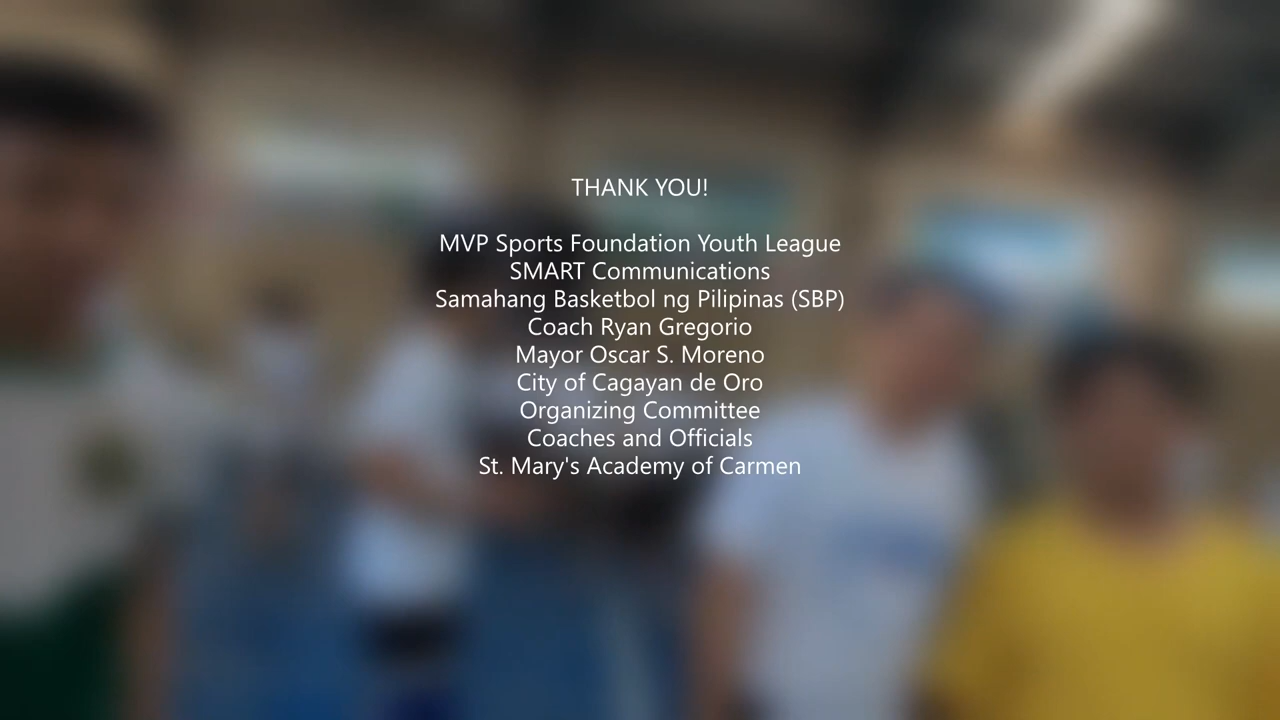 THANK YOU!
MVP Sports Foundation Youth League
SMART Communications
Samahang Basketbol ng Pilipinas (SBP)
Coach Ryan Gregorio
Mayor Oscar S. Moreno
City of Cagayan de Oro
Organizing Committee
Coaches and Officials
St. Mary's Academy of Carmen